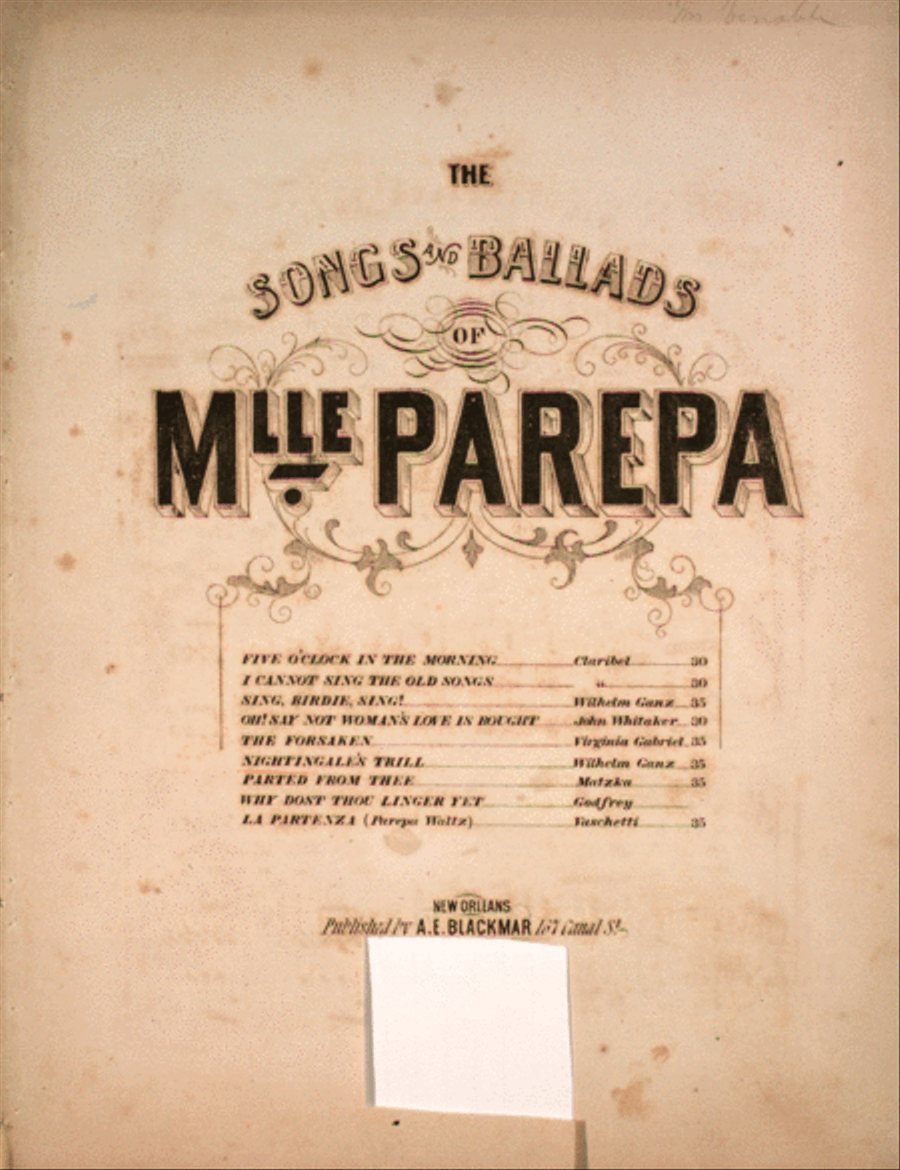 THE
SONGS AND BALLADS
OF
MLLE PAREPA
FIVE O'CLOCK IN THE MORNING Claribel 30
I CANNOT SING THE OLD SONGS " 30
SING, BIRDIE, SING! Wilhelm Ganz 35
OH! SAY NOT WOMAN'S LOVE IS BOUGHT John Whitaker 30
THE FORSAKEN Virginia Gabriel 35
NIGHTINGALE'S TRILL Wilhelm Ganz 35
PARTED FROM THEE Matzka 35
WHY DOST THOU LINGER YET Godfrey
LA PARTENZA (Parepa Waltz) Vaschetti 35
NEW ORLEANS
Published by A.E. BLACKMAR 167 Canal St.